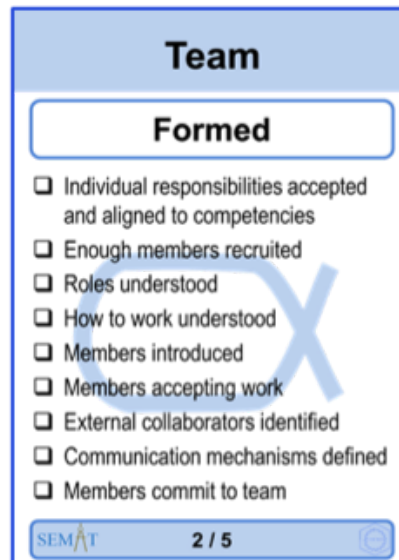 Team
Formed
❑ Individual responsibilities accepted
and aligned to competencies
❑ Enough members recruited
❑ Roles understood
❑ How to work understood
❑ Members introduced
❑ Members accepting work
❑ External collaborators identified
❑ Communication mechanisms defined
❑ Members commit to team
SEMAT 2 / 5